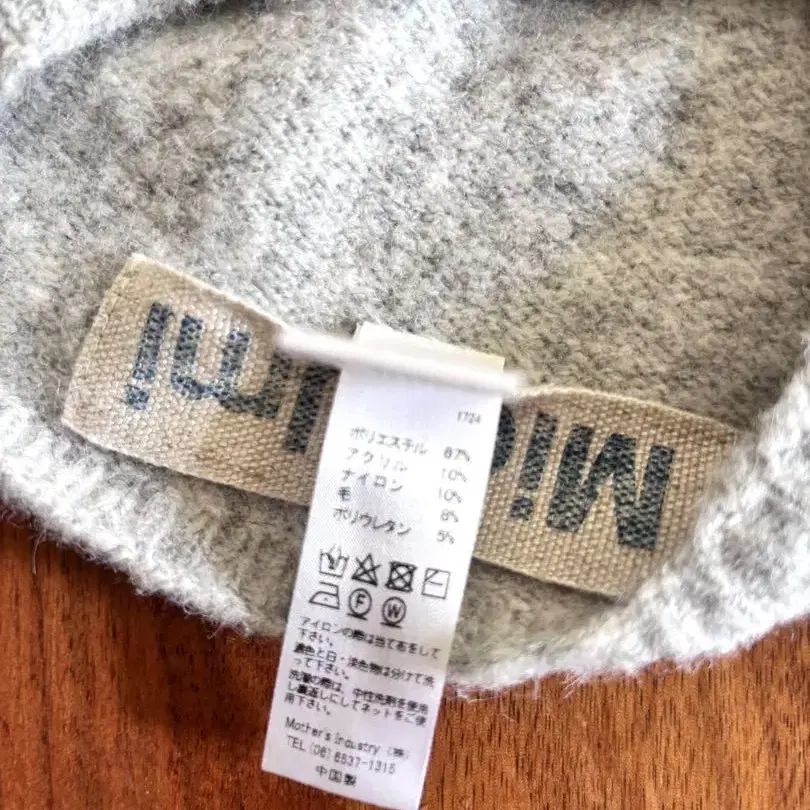 1724
ポリエステル 67%
アクリル 10%
ナイロン 10%
毛 8%
ポリウレタン 5%
アイロンの際は当て布をして
下さい。
濃色と白・淡色物は分けて洗
って下さい。
洗濯の際は、中性洗剤を使用
し裏返しにしてネットをご使
用下さい。
Mother's Industry (株)
TEL (06) 6537-1315
中国製